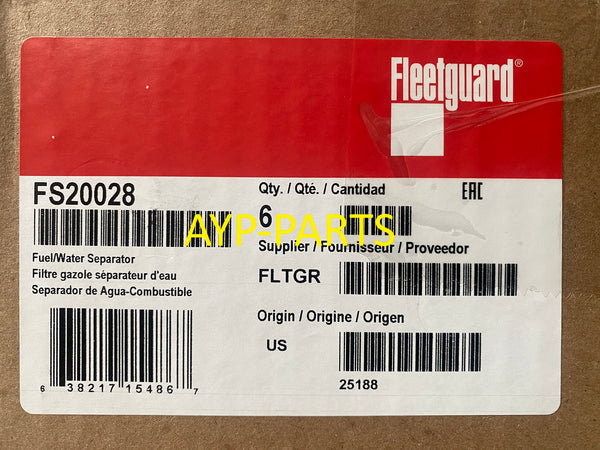 Fleetguard®
FS20028
Qty. / Qté. / Cantidad
EAC
6
AYP-PARTS
Supplier / Fournisseur / Proveedor
Fuel/Water Separator
Filtre gazole séparateur d'eau
Separador de Agua-Combustible
FLTGR
Origin / Origine / Origen
US
25188
6 38217 15486 7